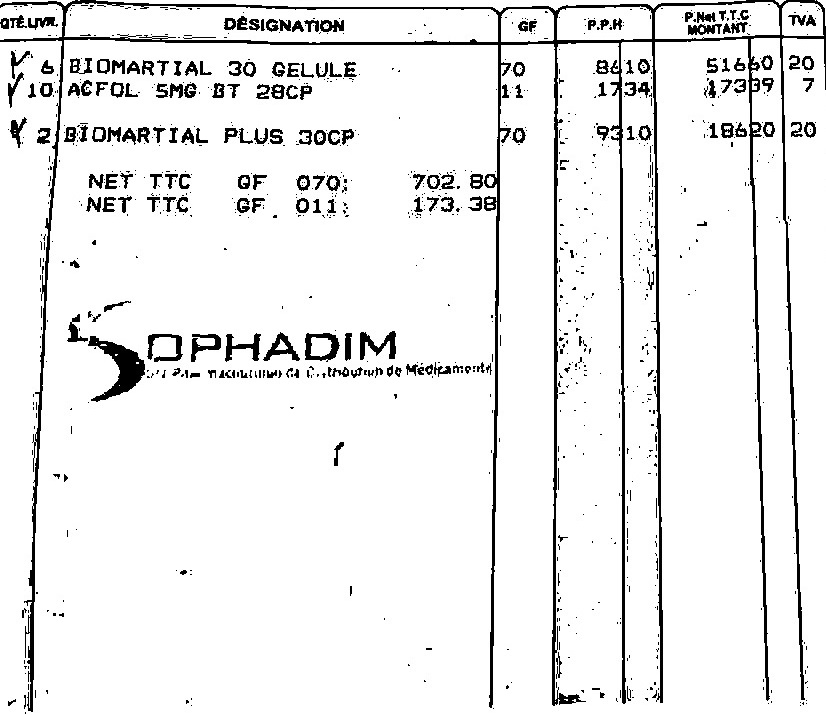 QTÉ.LIVR. DÉSIGNATION GF P.P.H P.Net T.T.C MONTANT TVA
6 BIOMARTIAL 30 GELULE 70 8610 51660 20
10 ACFOL 5MG BT 28CP 11 1734 17339 7
2 BIOMARTIAL PLUS 30CP 70 9310 18620 20
NET TTC GF 070: 702.80
NET TTC GF 011: 173.38
SOPHADIM
Distribution de Médicaments